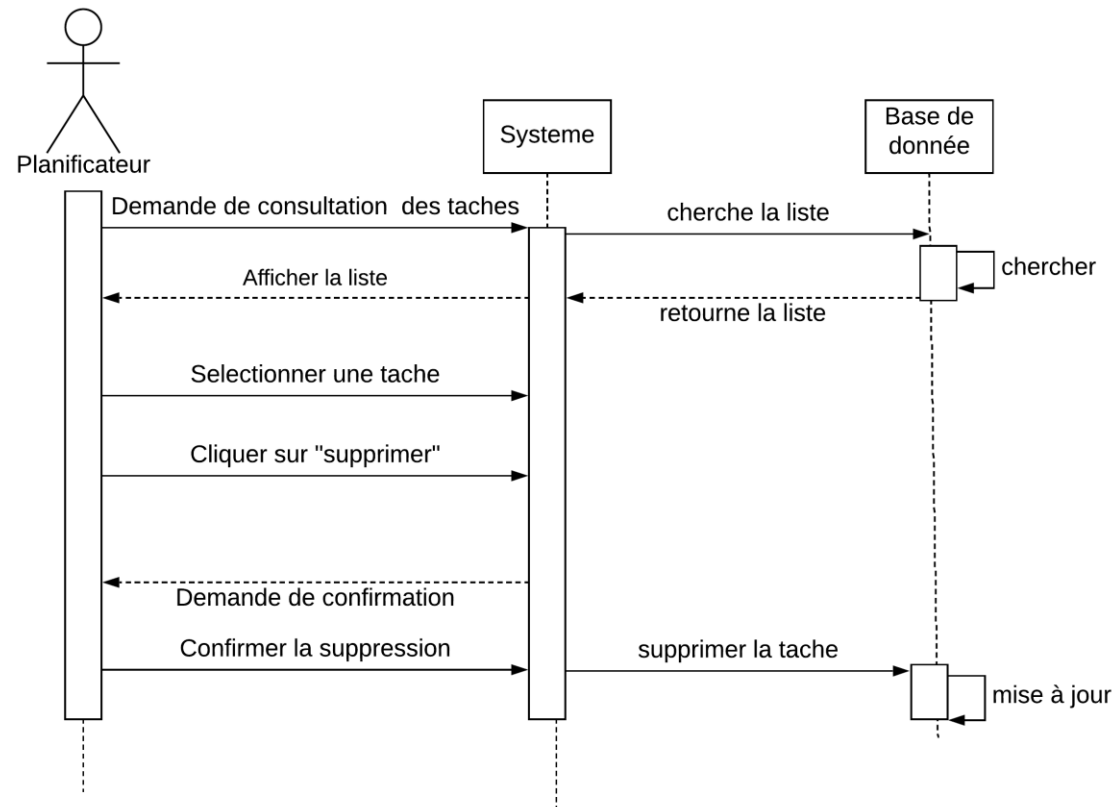 Planificateur
Systeme
Base de
donnée
Demande de consultation des taches
cherche la liste
chercher
Afficher la liste
retourne la liste
Selectionner une tache
Cliquer sur "supprimer"
Demande de confirmation
Confirmer la suppression
supprimer la tache
mise à jour